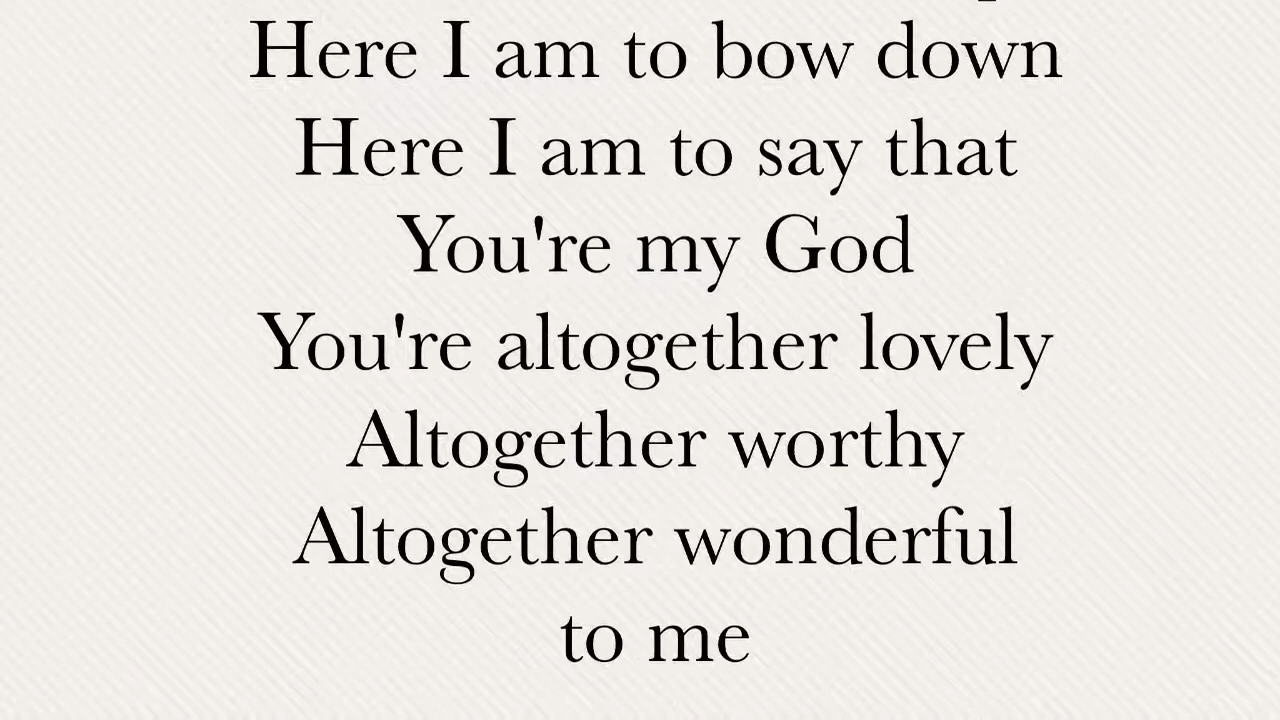 Here I am to bow down
Here I am to say that
You're my God
You're altogether lovely
Altogether worthy
Altogether wonderful
to me